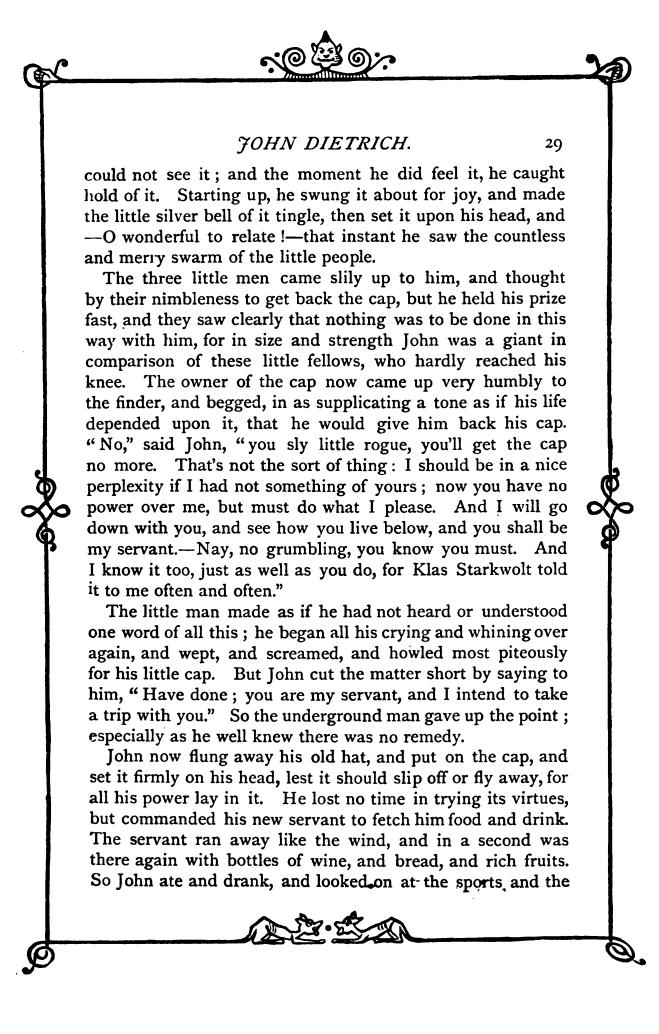 JOHN DIETRICH. 29
could not see it ; and the moment he did feel it, he caught
hold of it. Starting up, he swung it about for joy, and made
the little silver bell of it tingle, then set it upon his head, and
—O wonderful to relate !—that instant he saw the countless
and merry swarm of the little people.
The three little men came slily up to him, and thought
by their nimbleness to get back the cap, but he held his prize
fast, and they saw clearly that nothing was to be done in this
way with him, for in size and strength John was a giant in
comparison of these little fellows, who hardly reached his
knee. The owner of the cap now came up very humbly to
the finder, and begged, in as supplicating a tone as if his life
depended upon it, that he would give him back his cap.
“ No,” said John, “ you sly little rogue, you’ll get the cap
no more. That’s not the sort of thing : I should be in a nice
perplexity if I had not something of yours ; now you have no
power over me, but must do what I please. And I will go
down with you, and see how you live below, and you shall be
my servant.—Nay, no grumbling, you know you must. And
I know it too, just as well as you do, for Klas Starkwolt told
it to me often and often.”
The little man made as if he had not heard or understood
one word of all this ; he began all his crying and whining over
again, and wept, and screamed, and howled most piteously
for his little cap. But John cut the matter short by saying to
him, “ Have done ; you are my servant, and I intend to take
a trip with you.” So the underground man gave up the point ;
especially as he well knew there was no remedy.
John now flung away his old hat, and put on the cap, and
set it firmly on his head, lest it should slip off or fly away, for
all his power lay in it. He lost no time in trying its virtues,
but commanded his new servant to fetch him food and drink.
The servant ran away like the wind, and in a second was
there again with bottles of wine, and bread, and rich fruits.
So John ate and drank, and looked on at the sports, and the